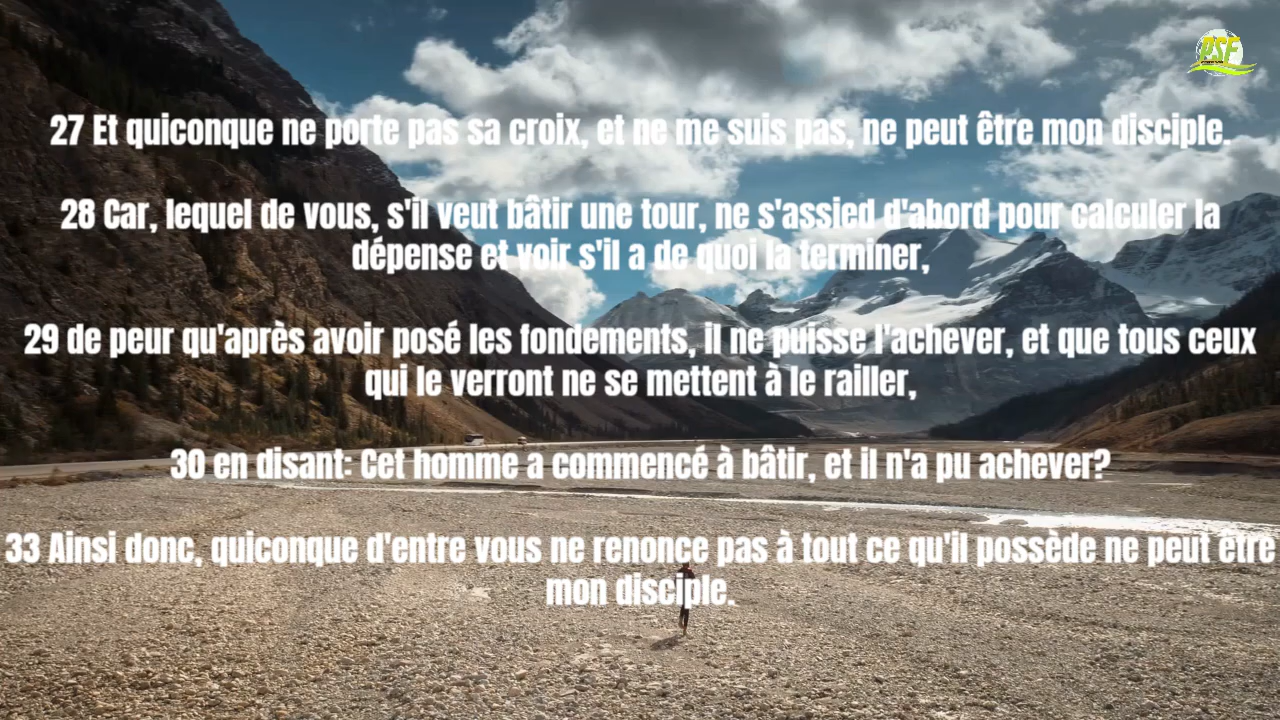 PSF
27 Et quiconque ne porte pas sa croix, et ne me suis pas, ne peut être mon disciple.
28 Car, lequel de vous, s'il veut bâtir une tour, ne s'assied d'abord pour calculer la
dépense et voir s'il a de quoi la terminer,
29 de peur qu'après avoir posé les fondements, il ne puisse l'achever, et que tous ceux
qui le verront ne se mettent à le railler,
30 en disant: Cet homme a commencé à bâtir, et il n'a pu achever?
33 Ainsi donc, quiconque d'entre vous ne renonce pas à tout ce qu'il possède ne peut être
mon disciple.